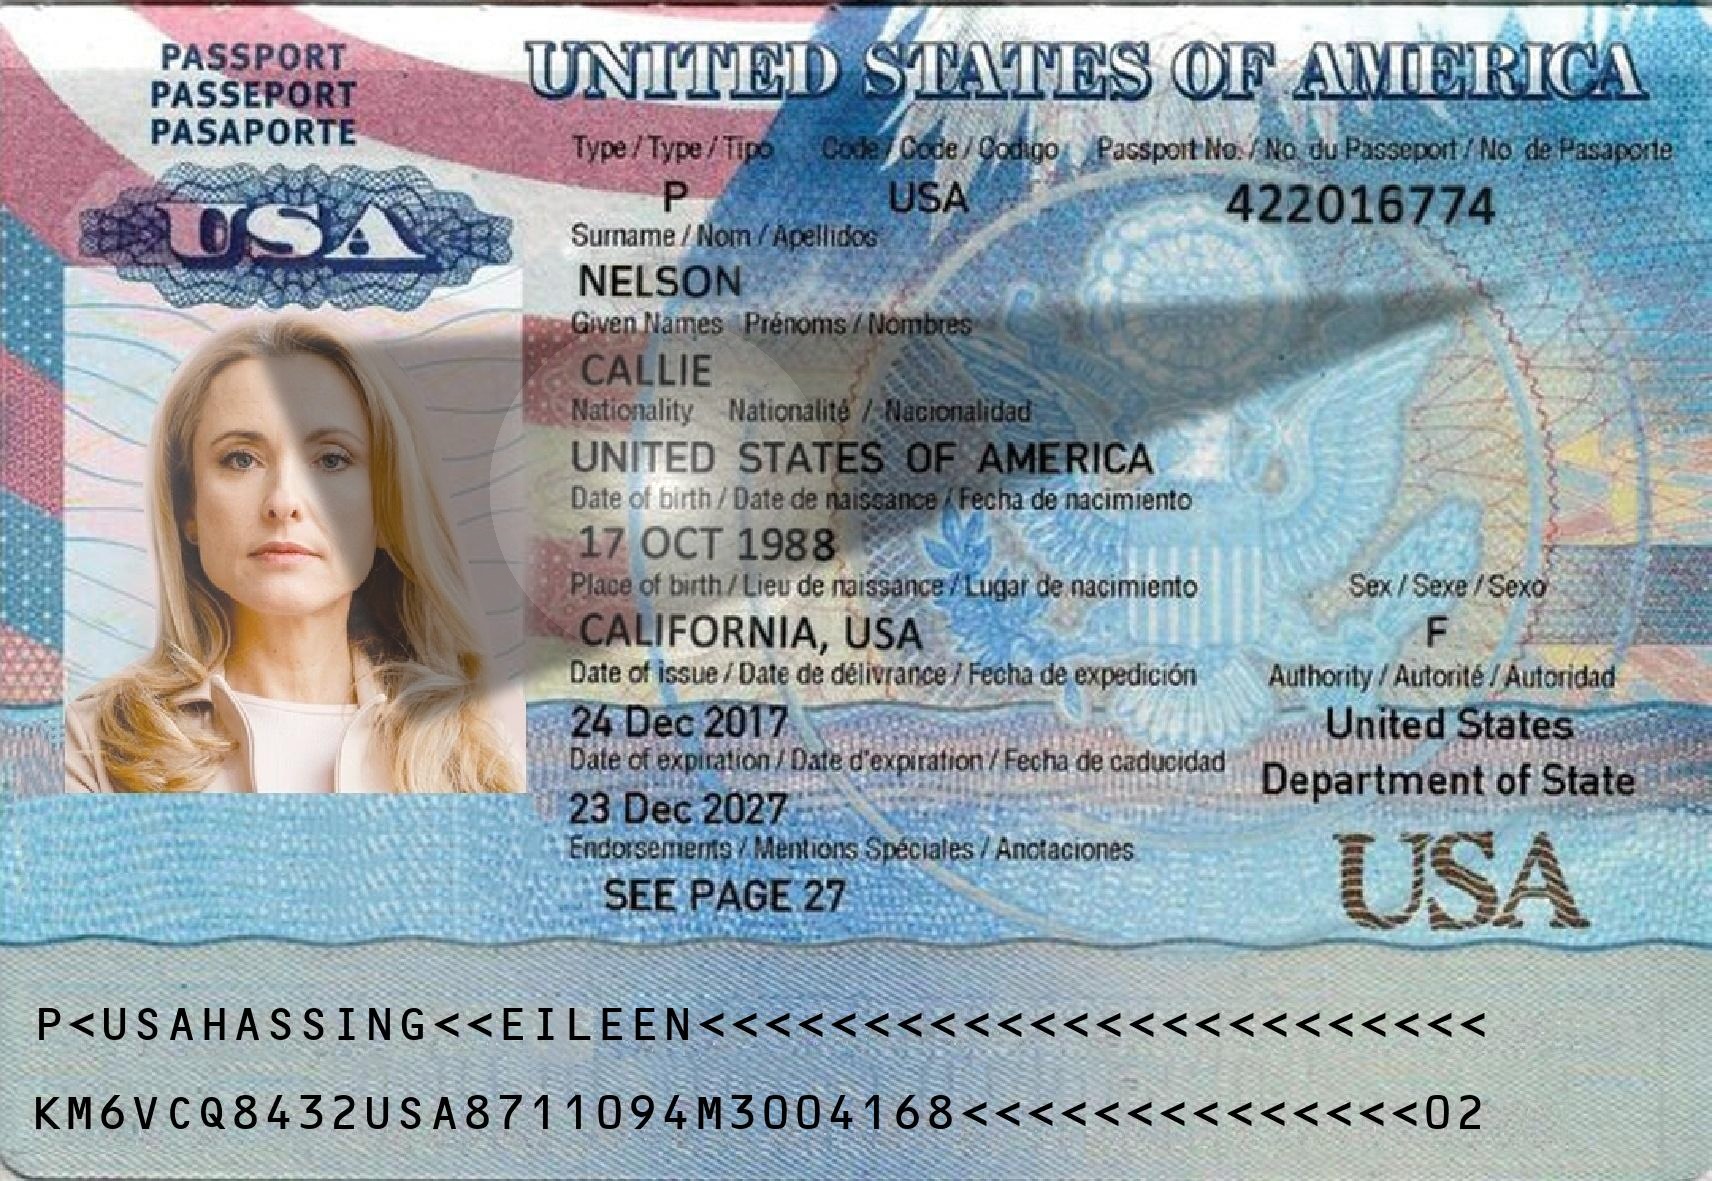 PASSPORT
PASSEPORT
PASAPORTE
USA
UNITED STATES OF AMERICA
Type / Type / Tipo Code / Code / Codigo Passport No. / No. du Passeport / No de Pasaporte
P USA 422016774
Surname / Nom / Apellidos
NELSON
Given Names Prénoms / Nombres
CALLIE
Nationality Nationalité / Nacionalidad
UNITED STATES OF AMERICA
Date of birth / Date de naissance / Fecha de nacimiento
17 OCT 1988
Place of birth / Lieu de naissance / Lugar de nacimiento Sex / Sexe / Sexo
CALIFORNIA, USA F
Date of issue / Date de délivrance / Fecha de expedición Authority / Autorité / Autoridad
24 Dec 2017 United States
Date of expiration / Date d'expiration / Fecha de caducidad Department of State
23 Dec 2027
Endorsements / Mentions Spéciales / Anotaciones
SEE PAGE 27 USA
P<USAHASSING<<EILEEN<<<<<<<<<<<<<<<<<<<<<<<<
KM6VCQ8432USA8711094M3004168<<<<<<<<<<<<<<02